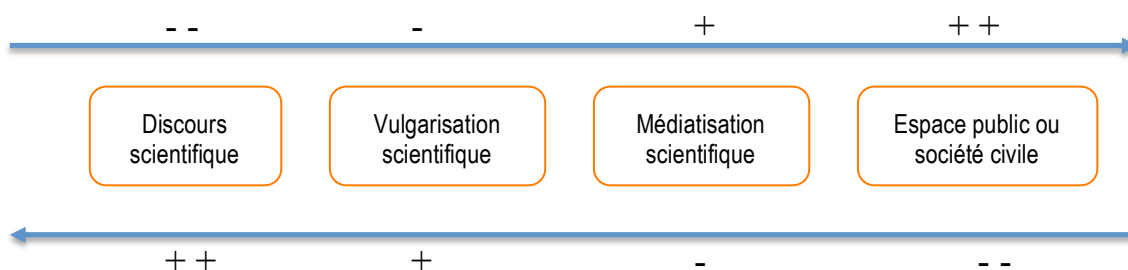 - - - + + +
Discours
scientifique
Vulgarisation
scientifique
Médiatisation
scientifique
Espace public ou
société civile
+ + + - - -